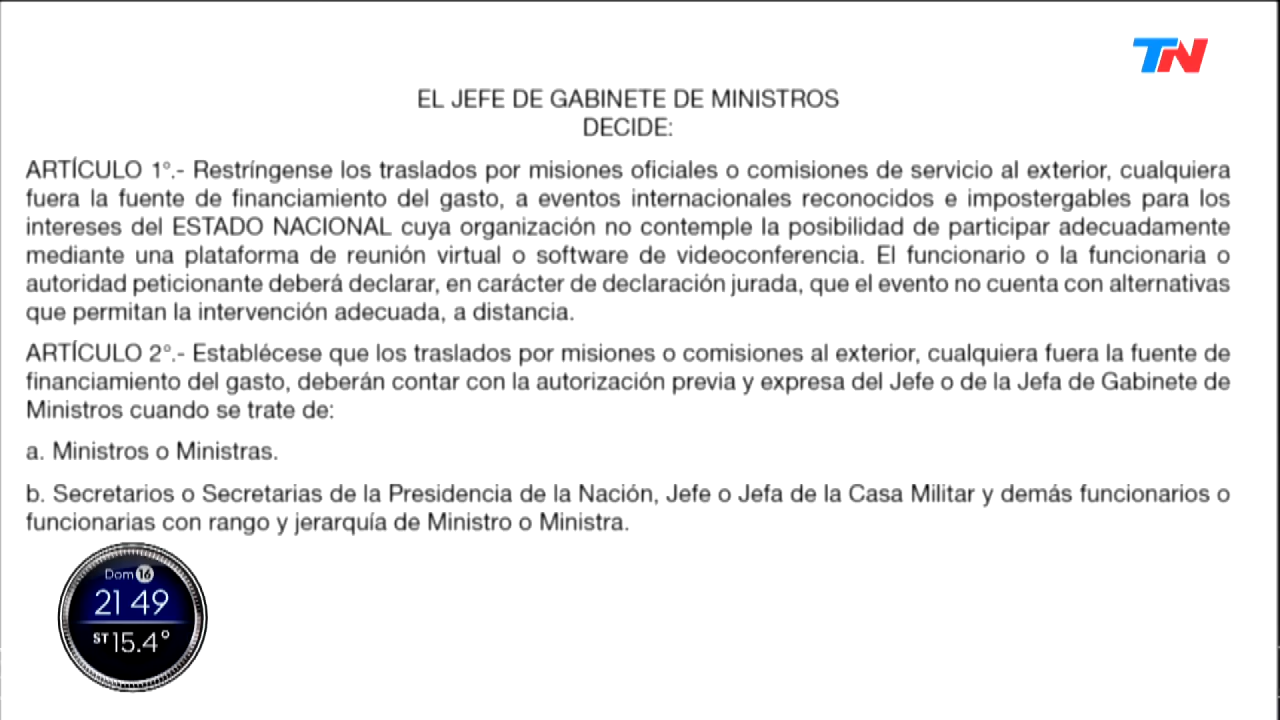 TN
EL JEFE DE GABINETE DE MINISTROS
DECIDE:
ARTÍCULO 1°.- Restríngense los traslados por misiones oficiales o comisiones de servicio al exterior, cualquiera
fuera la fuente de financiamiento del gasto, a eventos internacionales reconocidos e impostergables para los
intereses del ESTADO NACIONAL cuya organización no contemple la posibilidad de participar adecuadamente
mediante una plataforma de reunión virtual o software de videoconferencia. El funcionario o la funcionaria o
autoridad peticionante deberá declarar, en carácter de declaración jurada, que el evento no cuenta con alternativas
que permitan la intervención adecuada, a distancia.
ARTÍCULO 2°.- Establécese que los traslados por misiones o comisiones al exterior, cualquiera fuera la fuente de
financiamiento del gasto, deberán contar con la autorización previa y expresa del Jefe o de la Jefa de Gabinete de
Ministros cuando se trate de:
a. Ministros o Ministras.
b. Secretarios o Secretarias de la Presidencia de la Nación, Jefe o Jefa de la Casa Militar y demás funcionarios o
funcionarias con rango y jerarquía de Ministro o Ministra.
Dom 16
21 49
ST 15.4°